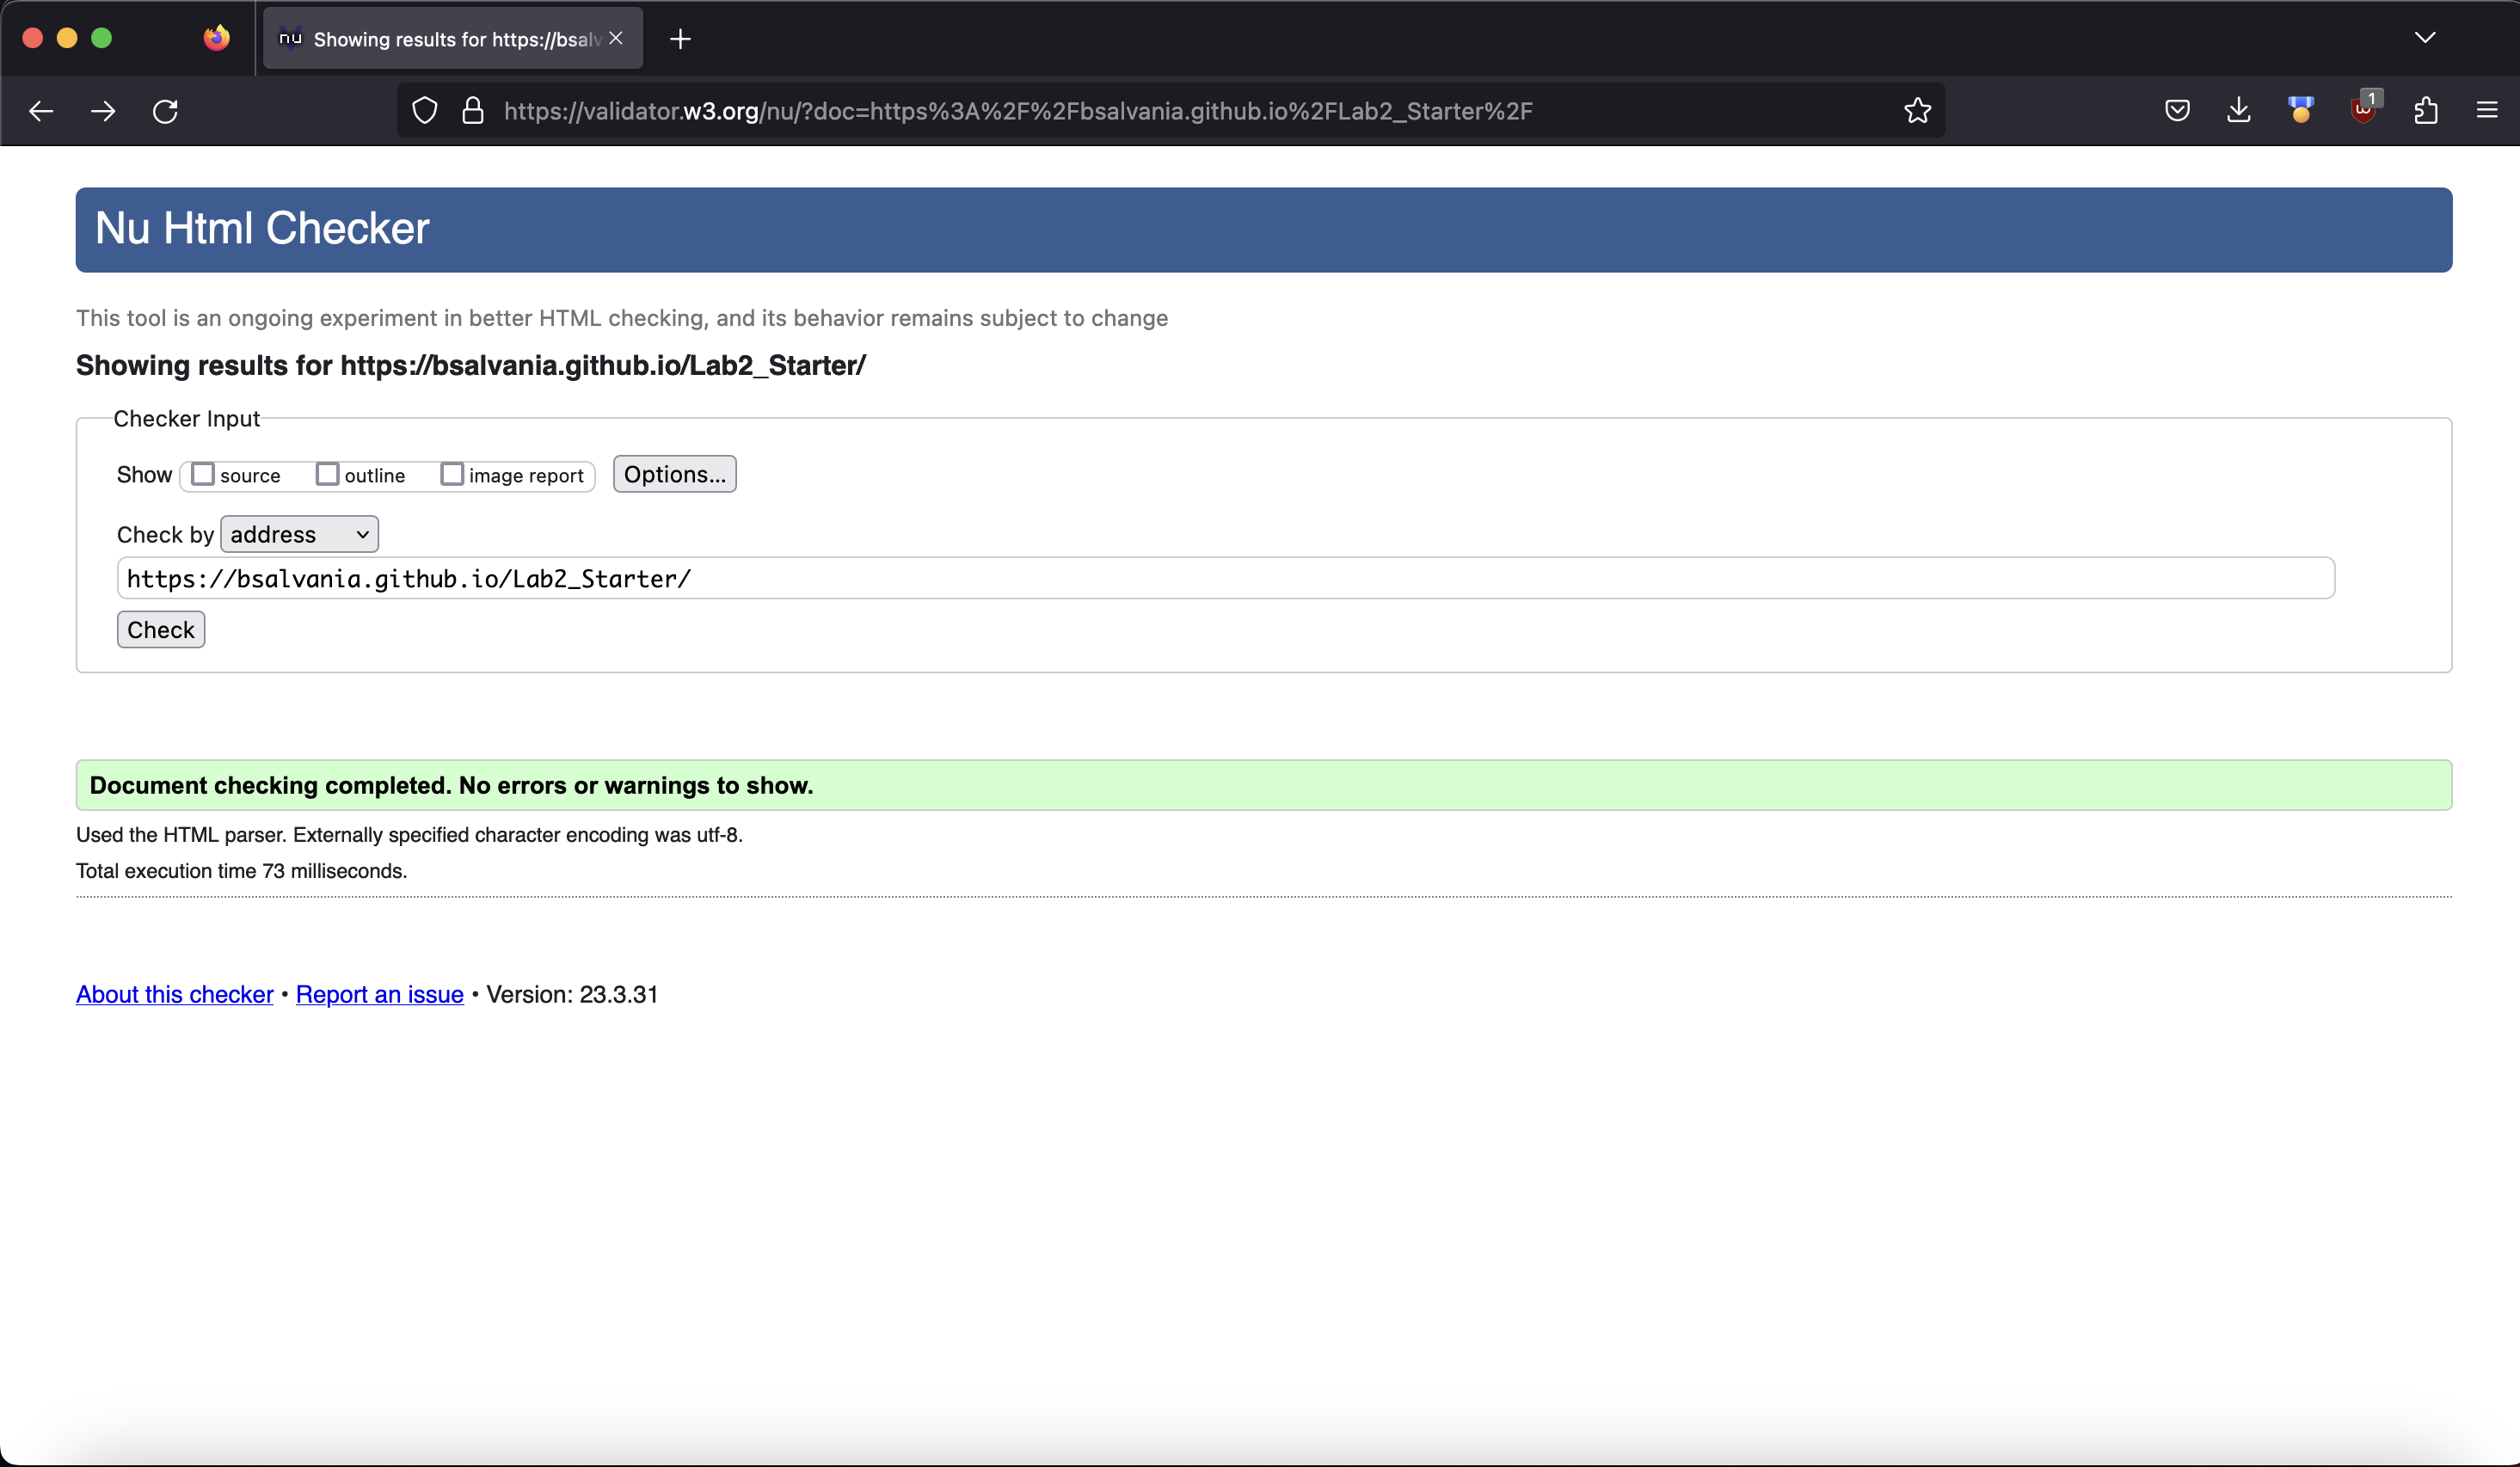 nu Showing results for https://bsalv
https://validator.w3.org/nu/?doc=https%3A%2F%2Fbsalvania.github.io%2FLab2_Starter%2F
1
Nu Html Checker
This tool is an ongoing experiment in better HTML checking, and its behavior remains subject to change
Showing results for https://bsalvania.github.io/Lab2_Starter/
Checker Input
Show source outline image report Options...
Check by address
https://bsalvania.github.io/Lab2_Starter/
Check
Document checking completed. No errors or warnings to show.
Used the HTML parser. Externally specified character encoding was utf-8.
Total execution time 73 milliseconds.
About this checker • Report an issue • Version: 23.3.31